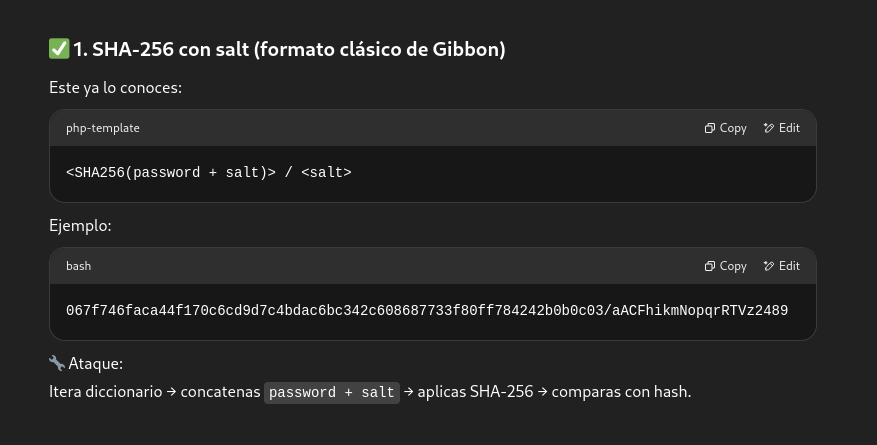 ✅ 1. SHA-256 con salt (formato clásico de Gibbon)
Este ya lo conoces:
php-template Copy Edit
<SHA256(password + salt)> / <salt>
Ejemplo:
bash Copy Edit
067f746faca44f170c6cd9d7c4bdac6bc342c608687733f80ff784242b0b0c03/aACFhikmNopqrRTVz2489
🔧 Ataque:
Itera diccionario → concatenas password + salt → aplicas SHA-256 → comparas con hash.